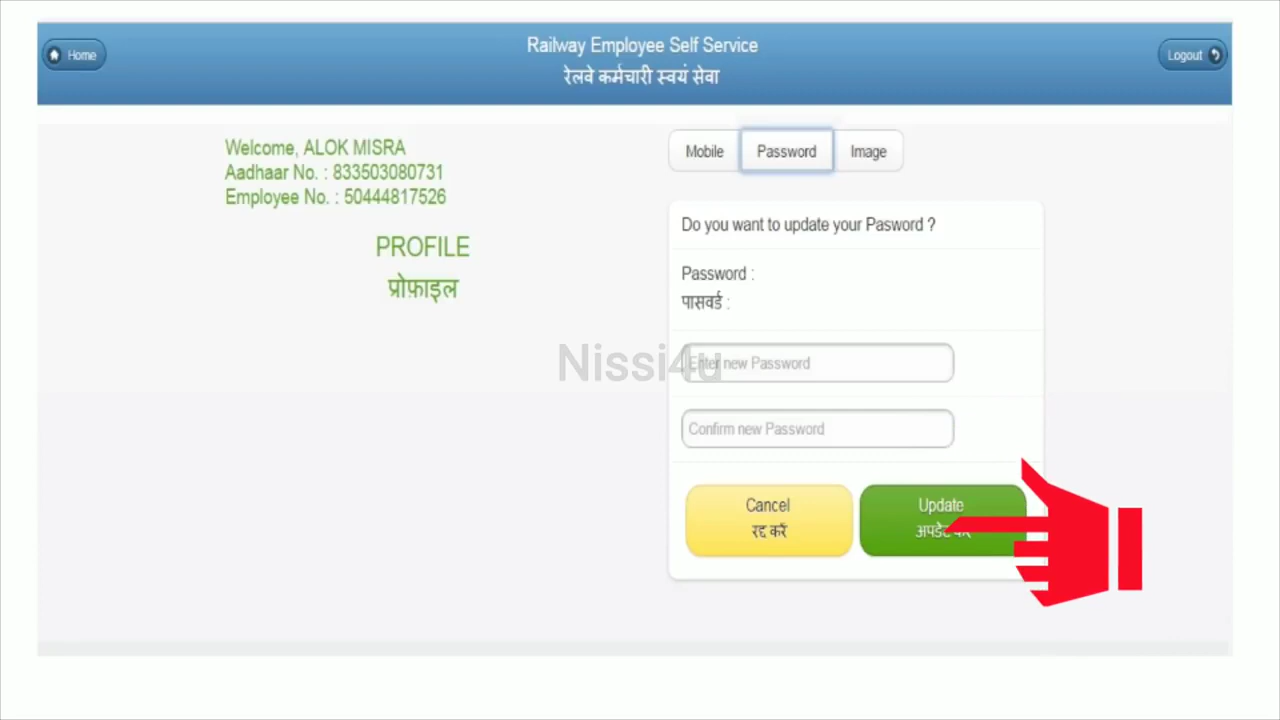 Home
Railway Employee Self Service
रेलवे कर्मचारी स्वयं सेवा
Logout
Welcome, ALOK MISRA
Aadhaar No. : 833503080731
Employee No. : 50444817526
PROFILE
प्रोफ़ाइल
Mobile
Password
Image
Do you want to update your Pasword ?
Password :
पासवर्ड :
Nissi4u
Enter new Password
Confirm new Password
Cancel
रद्द करें
Update
अपडेट करें